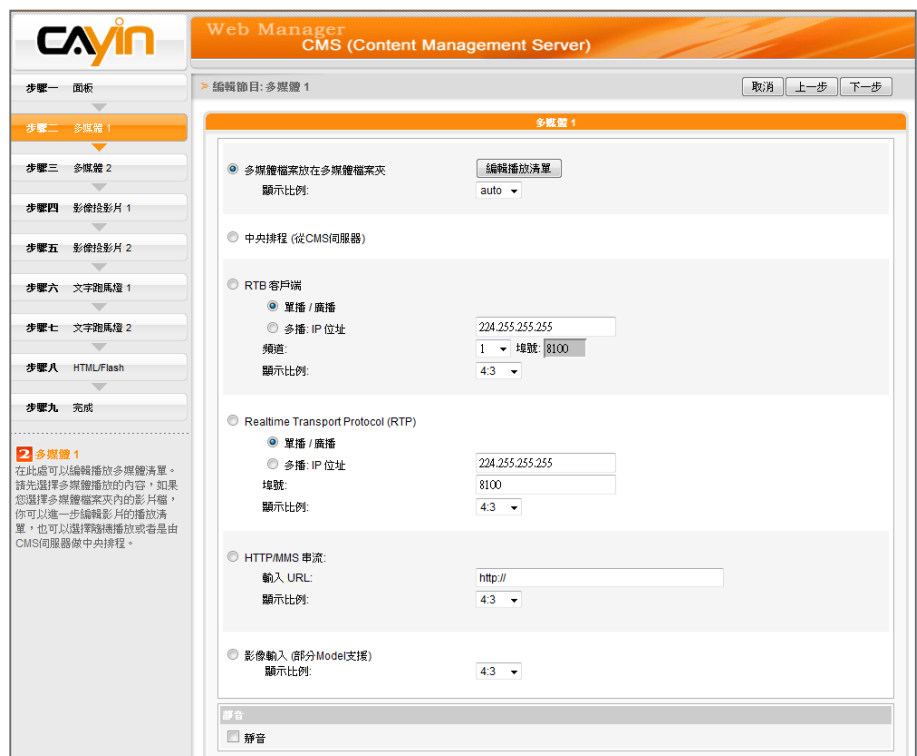 CAYIN
Web Manager
CMS (Content Management Server)
步驟一 面板
步驟二 多媒體 1
步驟三 多媒體 2
步驟四 影像投影片 1
步驟五 影像投影片 2
步驟六 文字跑馬燈 1
步驟七 文字跑馬燈 2
步驟八 HTML/Flash
步驟九 完成
2 多媒體 1
在此處可以編輯播放多媒體清單。
請先選擇多媒體播放的內容,如果
您選擇多媒體檔案夾內的影片檔,
你可以進一步編輯影片的播放清
單,也可以選擇隨機播放或者是由
CMS伺服器做中央排程。
» 編輯節目: 多媒體 1
取消 上一步 下一步
多媒體 1
多媒體檔案放在多媒體檔案夾 編輯播放清單
顯示比例: auto
中央排程 (從CMS伺服器)
RTB 客戶端
單播 / 廣播
多播: IP 位址 224.255.255.255
頻道: 1 埠號: 8100
顯示比例: 4:3
Realtime Transport Protocol (RTP)
單播 / 廣播
多播: IP 位址 224.255.255.255
埠號: 8100
顯示比例: 4:3
HTTP/MMS 串流:
輸入 URL: http://
顯示比例: 4:3
影像輸入 (部分Model支援)
顯示比例: 4:3
靜音
靜音